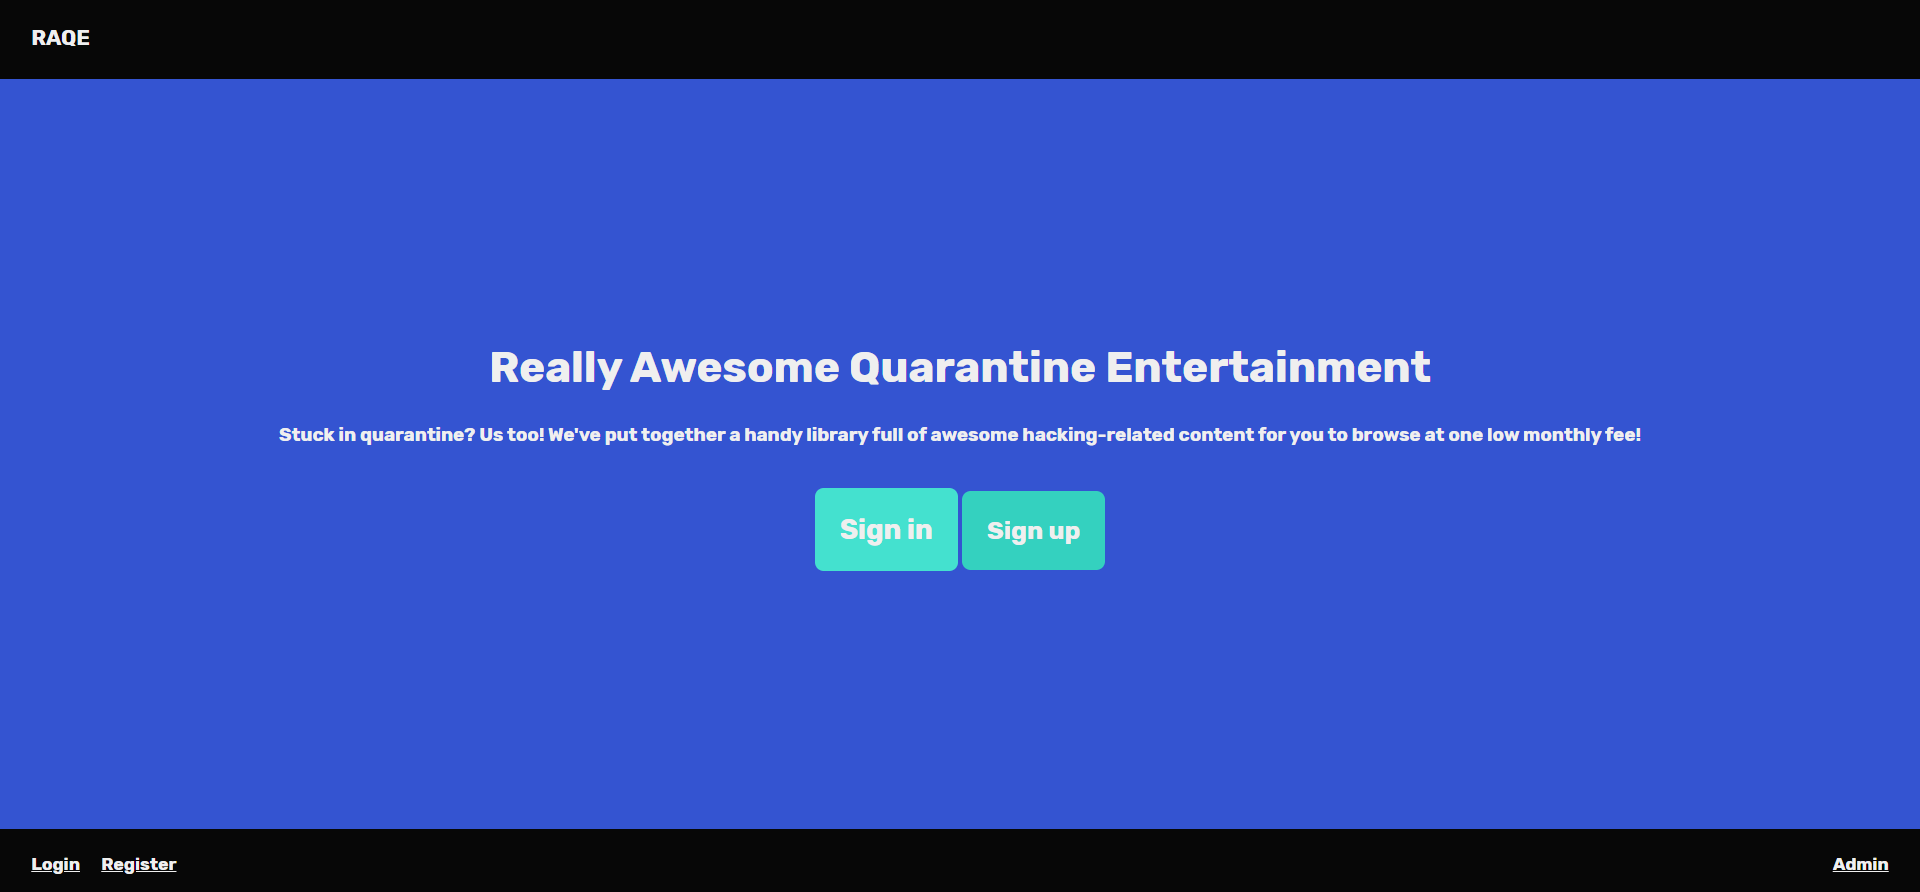 RAQE
Really Awesome Quarantine Entertainment
Stuck in quarantine? Us too! We've put together a handy library full of awesome hacking-related content for you to browse at one low monthly fee!
Sign in Sign up
Login Register Admin